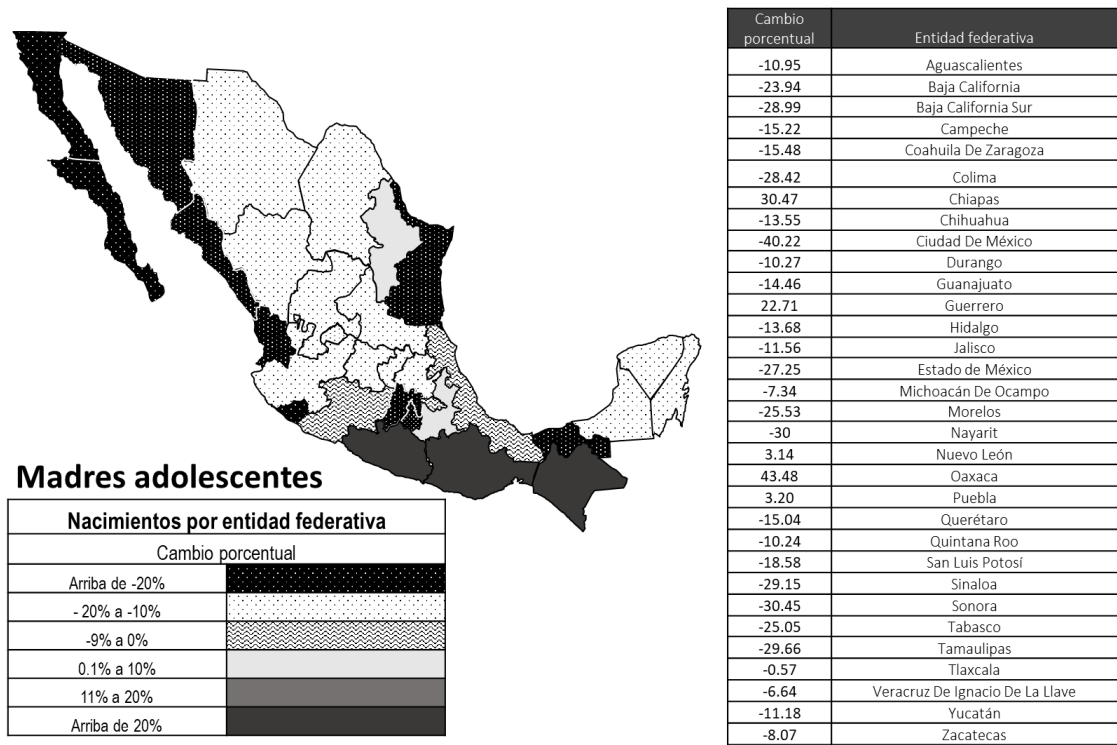 Madres adolescentes
Nacimientos por entidad federativa
Cambio porcentual
Arriba de -20%
- 20% a -10%
-9% a 0%
0.1% a 10%
11% a 20%
Arriba de 20%
Cambio
porcentual Entidad federativa
-10.95 Aguascalientes
-23.94 Baja California
-28.99 Baja California Sur
-15.22 Campeche
-15.48 Coahuila De Zaragoza
-28.42 Colima
30.47 Chiapas
-13.55 Chihuahua
-40.22 Ciudad De México
-10.27 Durango
-14.46 Guanajuato
22.71 Guerrero
-13.68 Hidalgo
-11.56 Jalisco
-27.25 Estado de México
-7.34 Michoacán De Ocampo
-25.53 Morelos
-30 Nayarit
3.14 Nuevo León
43.48 Oaxaca
3.20 Puebla
-15.04 Querétaro
-10.24 Quintana Roo
-18.58 San Luis Potosí
-29.15 Sinaloa
-30.45 Sonora
-25.05 Tabasco
-29.66 Tamaulipas
-0.57 Tlaxcala
-6.64 Veracruz De Ignacio De La Llave
-11.18 Yucatán
-8.07 Zacatecas